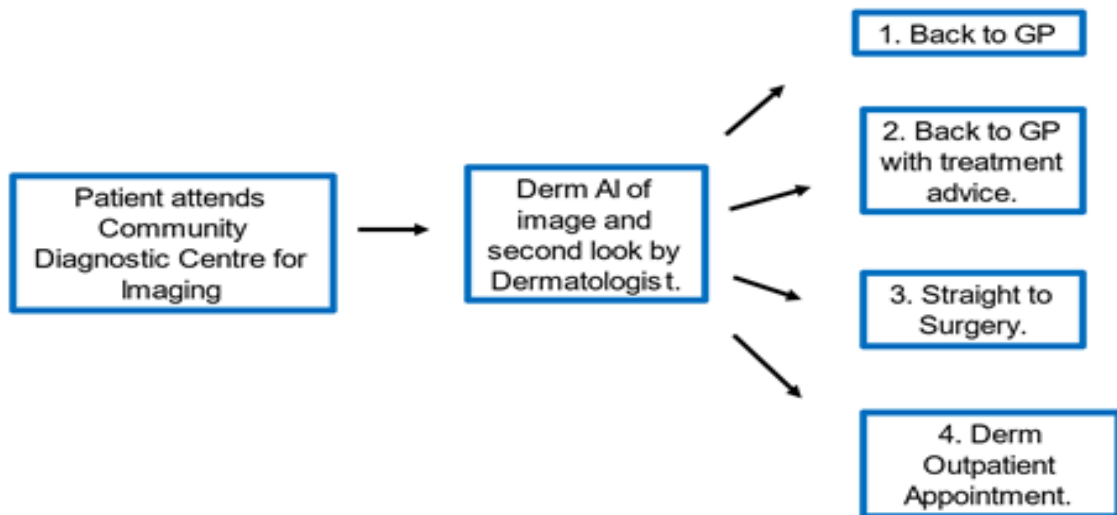 Patient attends
Community
Diagnostic Centre for
Imaging
Derm AI of
image and
second look by
Dermatologist.
1. Back to GP
2. Back to GP
with treatment
advice.
3. Straight to
Surgery.
4. Derm
Outpatient
Appointment.